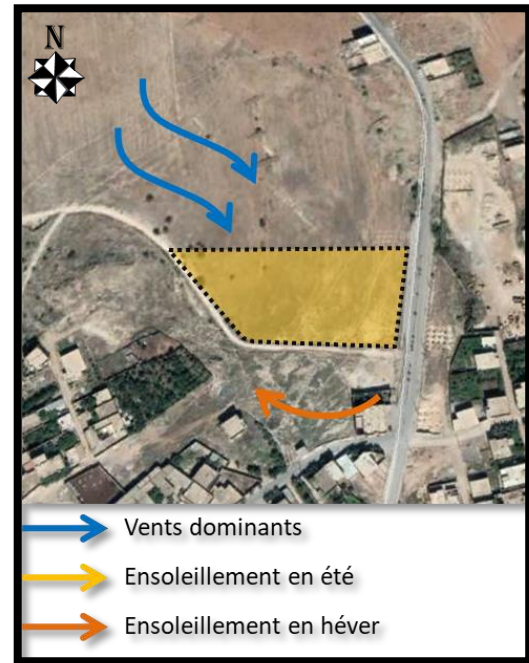 N
Vents dominants
Ensoleillement en été
Ensoleillement en héver